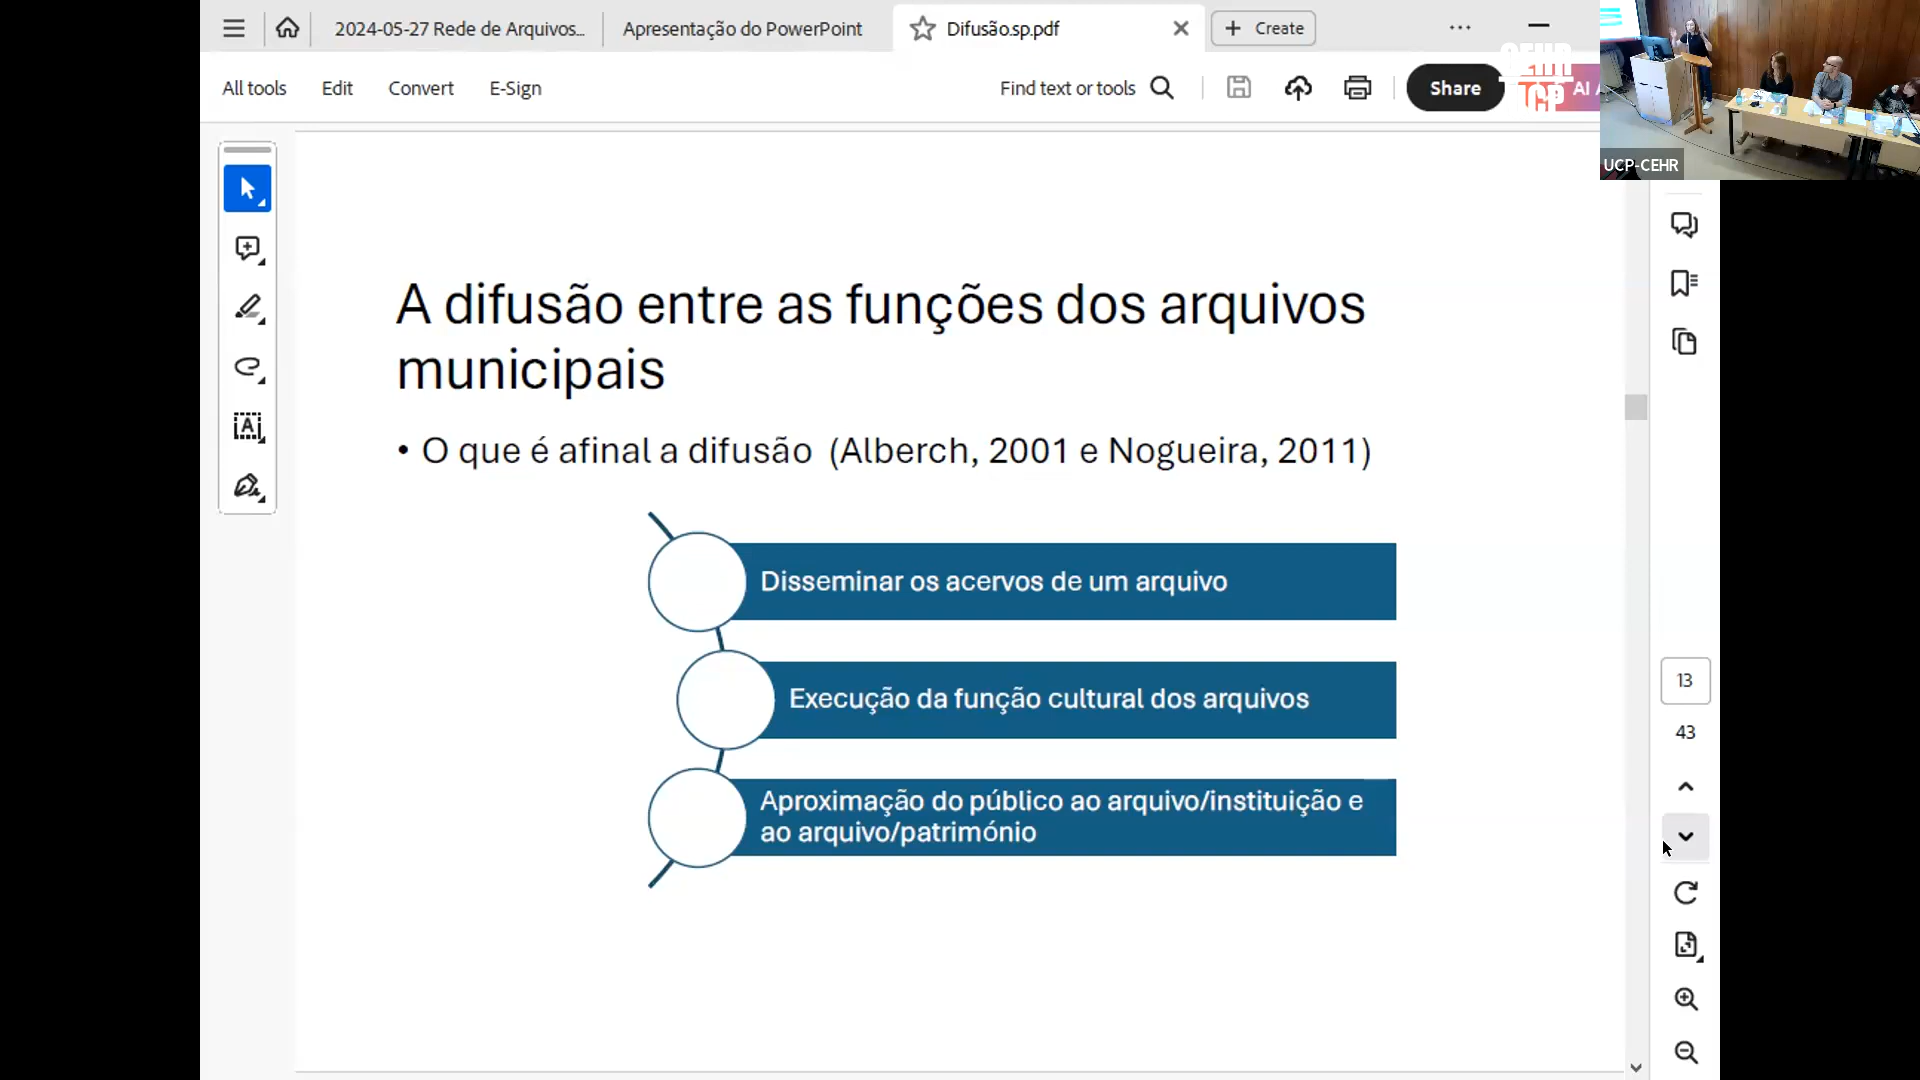 2024-05-27 Rede de Arquivos...
Apresentação do PowerPoint
Difusão.sp.pdf
Create
All tools
Edit
Convert
E-Sign
Find text or tools
Share
AI
CEHR
UCP
UCP-CEHR
A difusão entre as funções dos arquivos
municipais
• O que é afinal a difusão (Alberch, 2001 e Nogueira, 2011)
Disseminar os acervos de um arquivo
Execução da função cultural dos arquivos
Aproximação do público ao arquivo/instituição e
ao arquivo/património
13
43